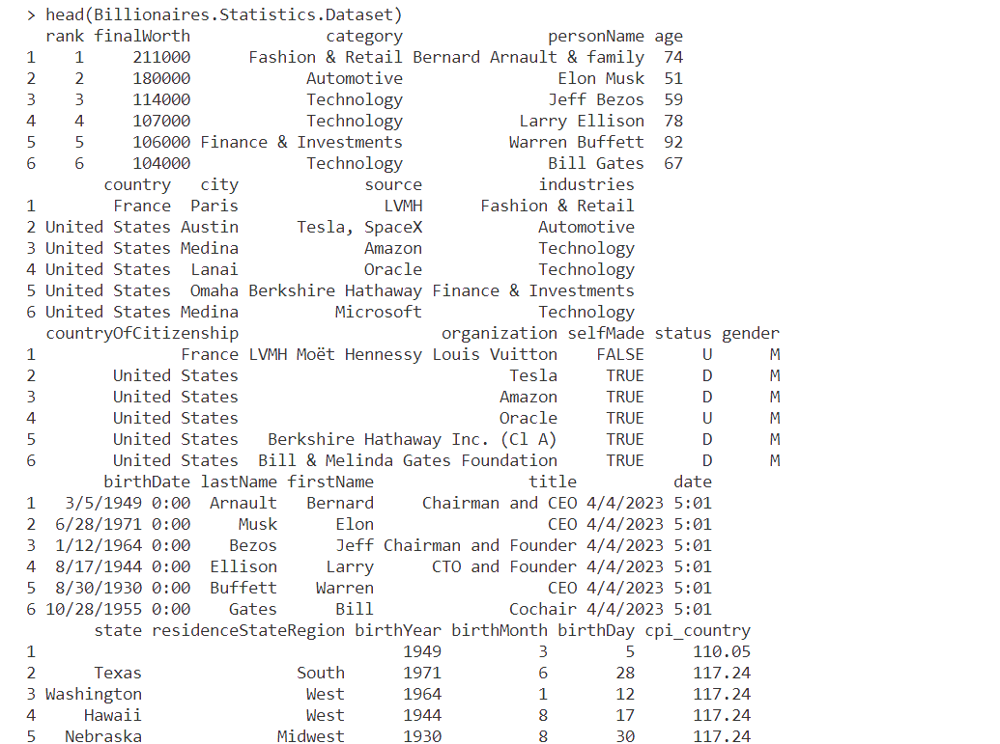 > head(Billionaires.Statistics.Dataset)
  rank finalWorth              category              personName age
1    1     211000      Fashion & Retail Bernard Arnault & family  74
2    2     180000            Automotive               Elon Musk  51
3    3     114000            Technology              Jeff Bezos  59
4    4     107000            Technology           Larry Ellison  78
5    5     106000 Finance & Investments          Warren Buffett  92
6    6     104000            Technology              Bill Gates  67
        country   city             source            industries
1        France  Paris               LVMH      Fashion & Retail
2 United States Austin      Tesla, SpaceX            Automotive
3 United States Medina             Amazon            Technology
4 United States  Lanai             Oracle            Technology
5 United States  Omaha Berkshire Hathaway Finance & Investments
6 United States Medina          Microsoft            Technology
  countryOfCitizenship                     organization selfMade status gender
1               France LVMH Moët Hennessy Louis Vuitton    FALSE      U      M
2        United States                            Tesla     TRUE      D      M
3        United States                           Amazon     TRUE      D      M
4        United States                           Oracle     TRUE      U      M
5        United States   Berkshire Hathaway Inc. (Cl A)     TRUE      D      M
6        United States  Bill & Melinda Gates Foundation     TRUE      D      M
        birthDate lastName firstName                title          date
1   3/5/1949 0:00  Arnault   Bernard     Chairman and CEO 4/4/2023 5:01
2  6/28/1971 0:00     Musk      Elon                  CEO 4/4/2023 5:01
3  1/12/1964 0:00    Bezos      Jeff Chairman and Founder 4/4/2023 5:01
4  8/17/1944 0:00  Ellison     Larry      CTO and Founder 4/4/2023 5:01
5  8/30/1930 0:00  Buffett    Warren                  CEO 4/4/2023 5:01
6 10/28/1955 0:00    Gates      Bill              Cochair 4/4/2023 5:01
       state residenceStateRegion birthYear birthMonth birthDay cpi_country
1                                      1949          3        5      110.05
2      Texas                South      1971          6       28      117.24
3 Washington                 West      1964          1       12      117.24
4     Hawaii                 West      1944          8       17      117.24
5   Nebraska              Midwest      1930          8       30      117.24